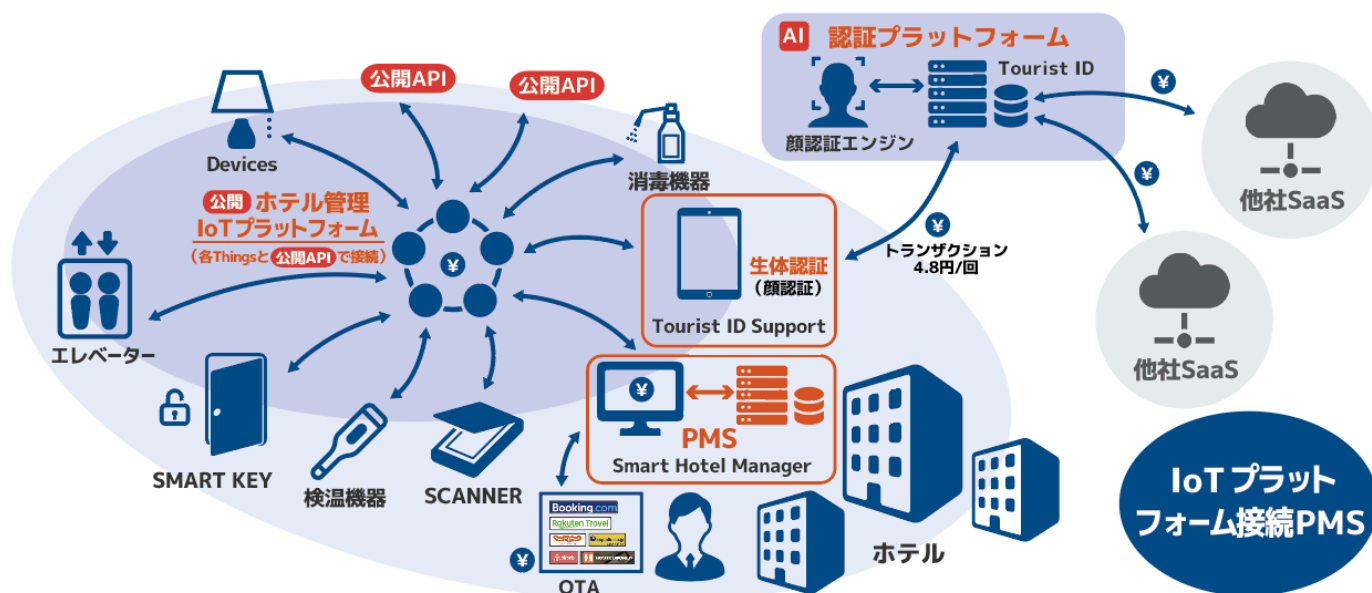 AI 認証プラットフォーム
Tourist ID
顔認証エンジン
¥
¥
他社SaaS
他社SaaS
公開API
公開API
Devices
消毒機器
公開 ホテル管理
IoTプラットフォーム
(各Thingsと 公開API で接続)
¥
エレベーター
生体認証
(顔認証)
Tourist ID Support
¥
トランザクション
4.8円/回
SMART KEY
検温機器
SCANNER
¥
PMS
Smart Hotel Manager
Booking.com
Rakuten Travel
¥
OTA
ホテル
IoTプラット
フォーム接続PMS